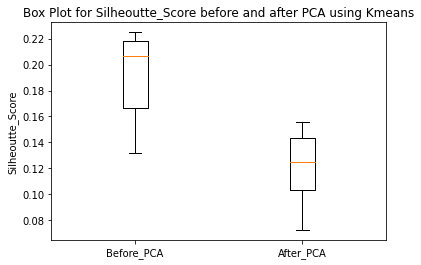 Box Plot for Silheoutte_Score before and after PCA using Kmeans
0.22
0.20
0.18
0.16
0.14
0.12
0.10
0.08
Silheoutte_Score
Before_PCA
After_PCA